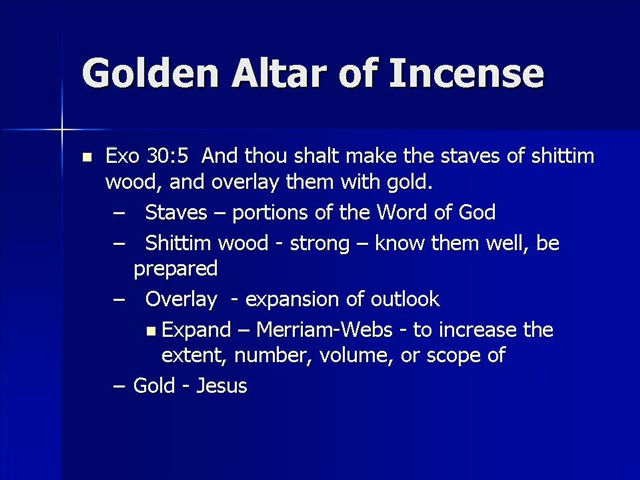 Golden Altar of Incense
Exo 30:5  And thou shalt make the staves of shittim
wood, and overlay them with gold.
– Staves – portions of the Word of God
– Shittim wood - strong – know them well, be
prepared
– Overlay  - expansion of outlook
Expand – Merriam-Webs - to increase the
extent, number, volume, or scope of
– Gold - Jesus